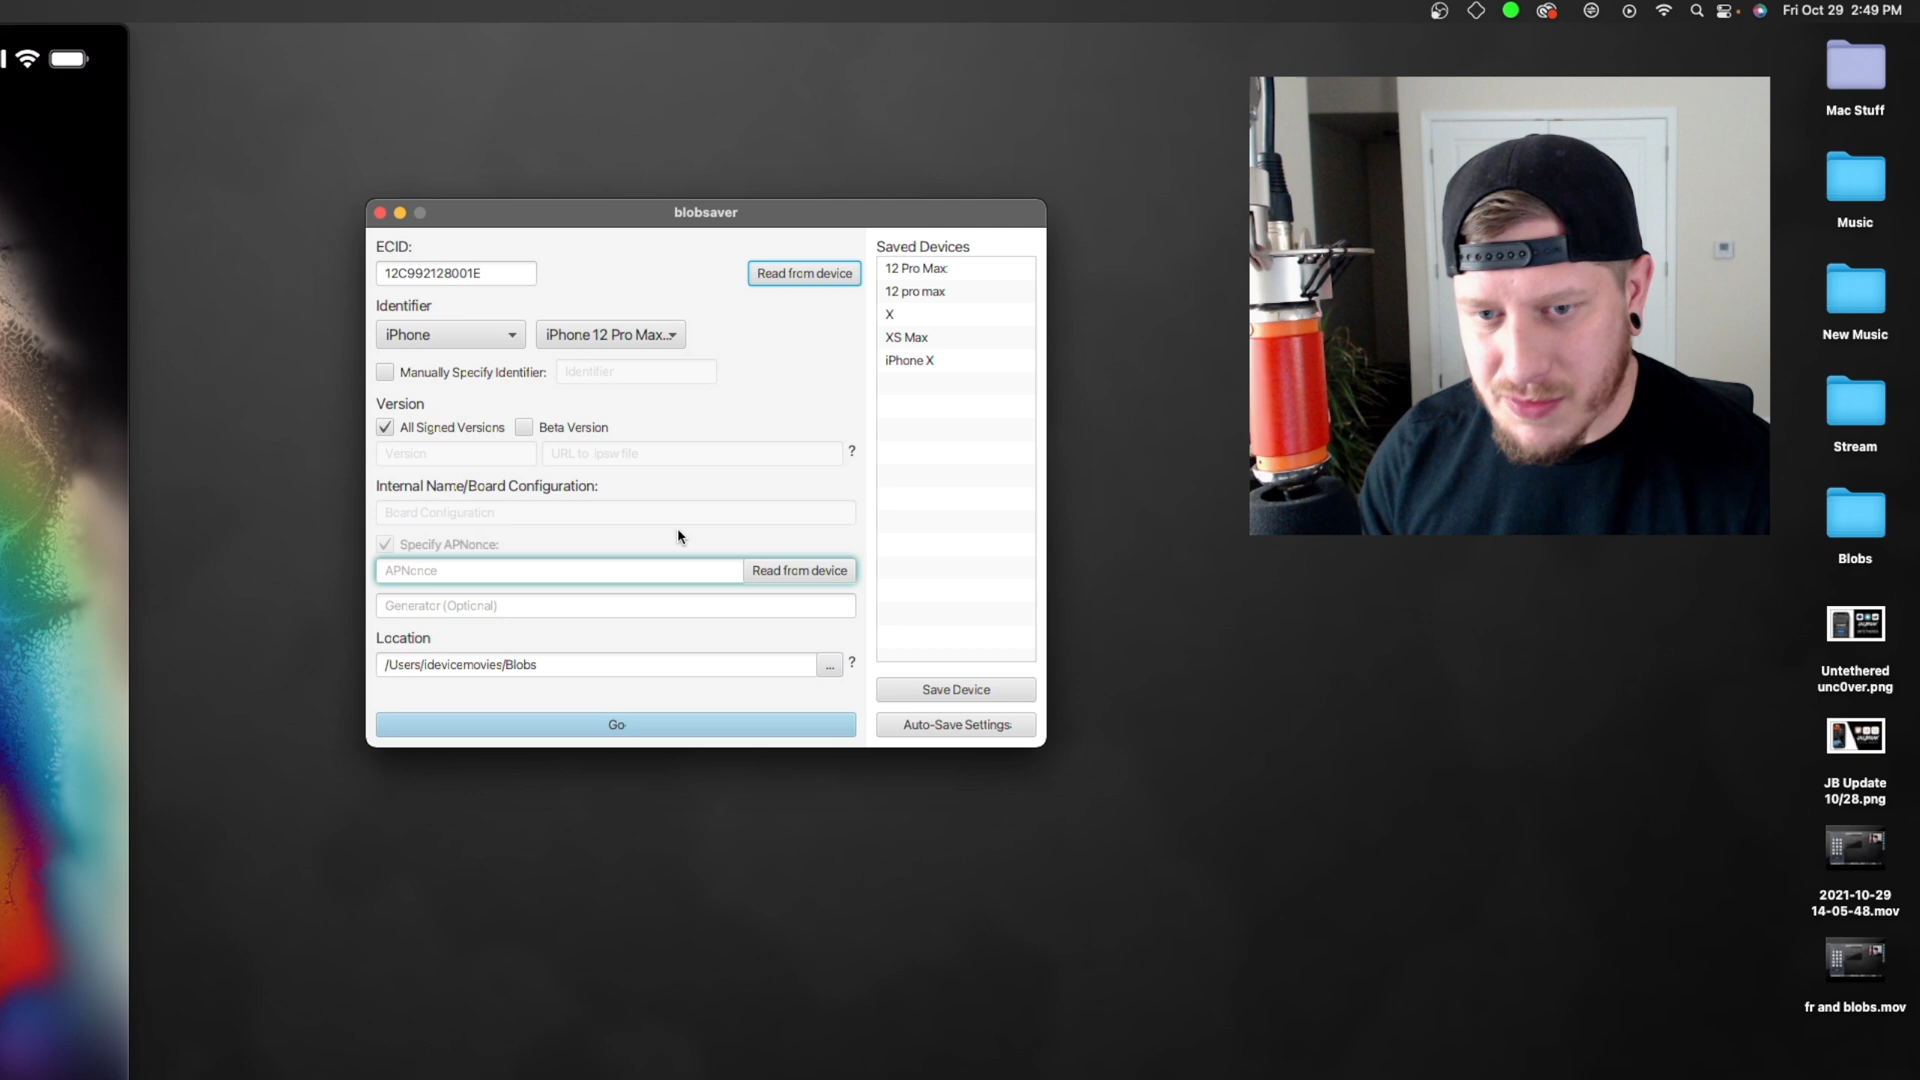 Fri Oct 29 2:49 PM
Mac Stuff
Music
New Music
Stream
Blobs
Untethered
unc0ver.png
JB Update
10/28.png
2021-10-29
14-05-48.mov
fr and blobs.mov
blobsaver
ECID:
12C992128001E
Read from device
Identifier
iPhone
iPhone 12 Pro Max...
Manually Specify Identifier:
Identifier
Version
All Signed Versions
Beta Version
Version
URL to .ipsw file
?
Internal Name/Board Configuration:
Board Configuration
Specify APNonce:
APNonce
Read from device
Generator (Optional)
Location
/Users/idevicemovies/Blobs
...
?
Go
Saved Devices
12 Pro Max
12 pro max
X
XS Max
iPhone X
Save Device
Auto-Save Settings